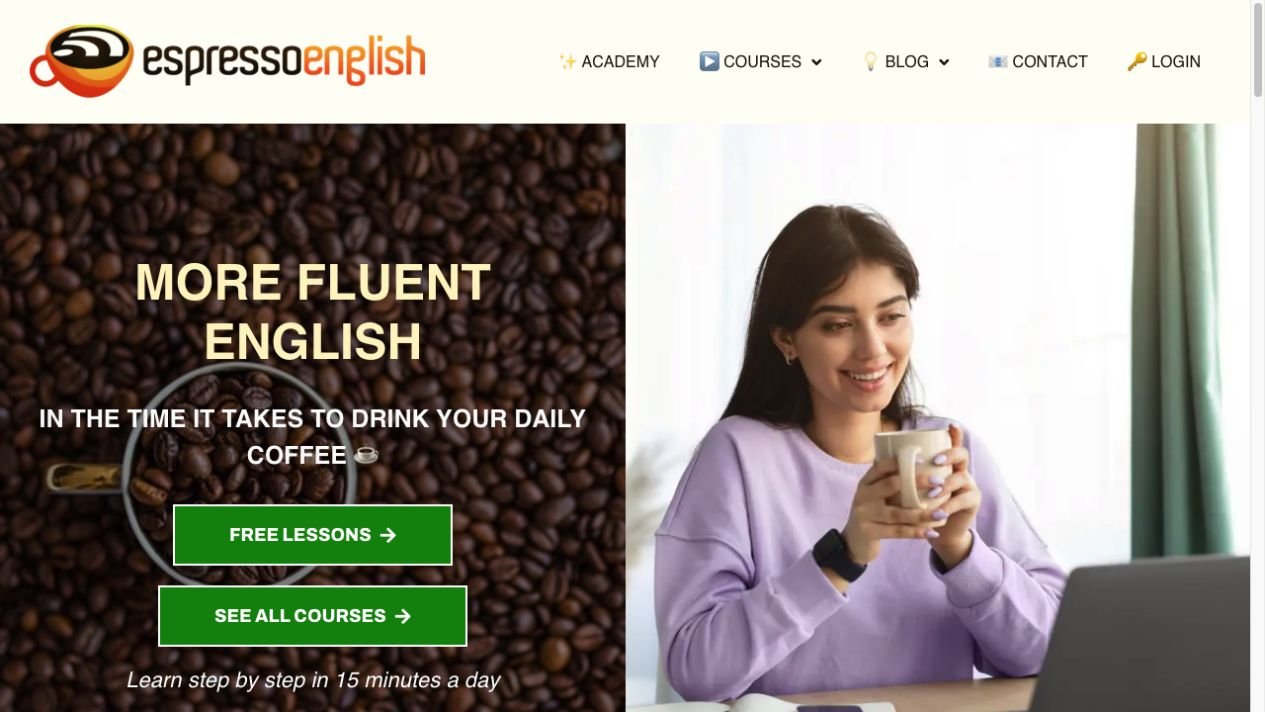 espressoenglish
✨ ACADEMY
▶️ COURSES
💡 BLOG
📧 CONTACT
🔑 LOGIN
MORE FLUENT
ENGLISH
IN THE TIME IT TAKES TO DRINK YOUR DAILY
COFFEE ☕
FREE LESSONS →
SEE ALL COURSES →
Learn step by step in 15 minutes a day